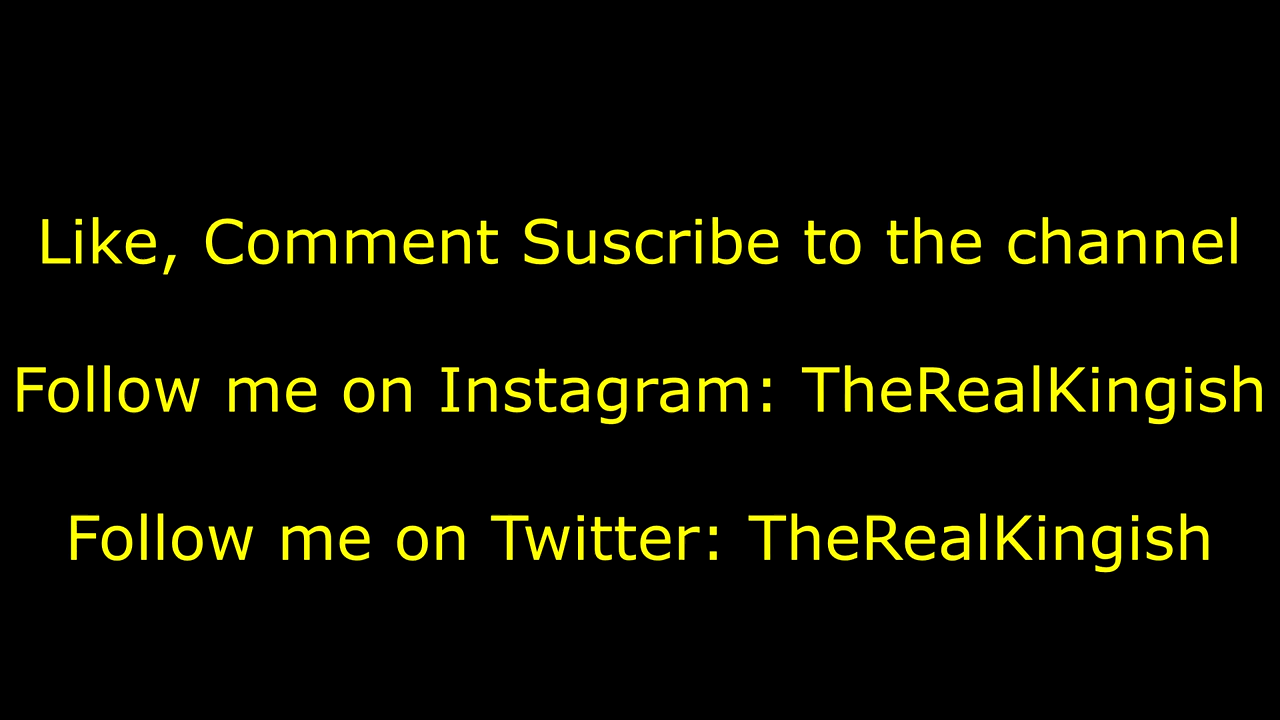 Like, Comment Suscribe to the channel
Follow me on Instagram: TheRealKingish
Follow me on Twitter: TheRealKingish